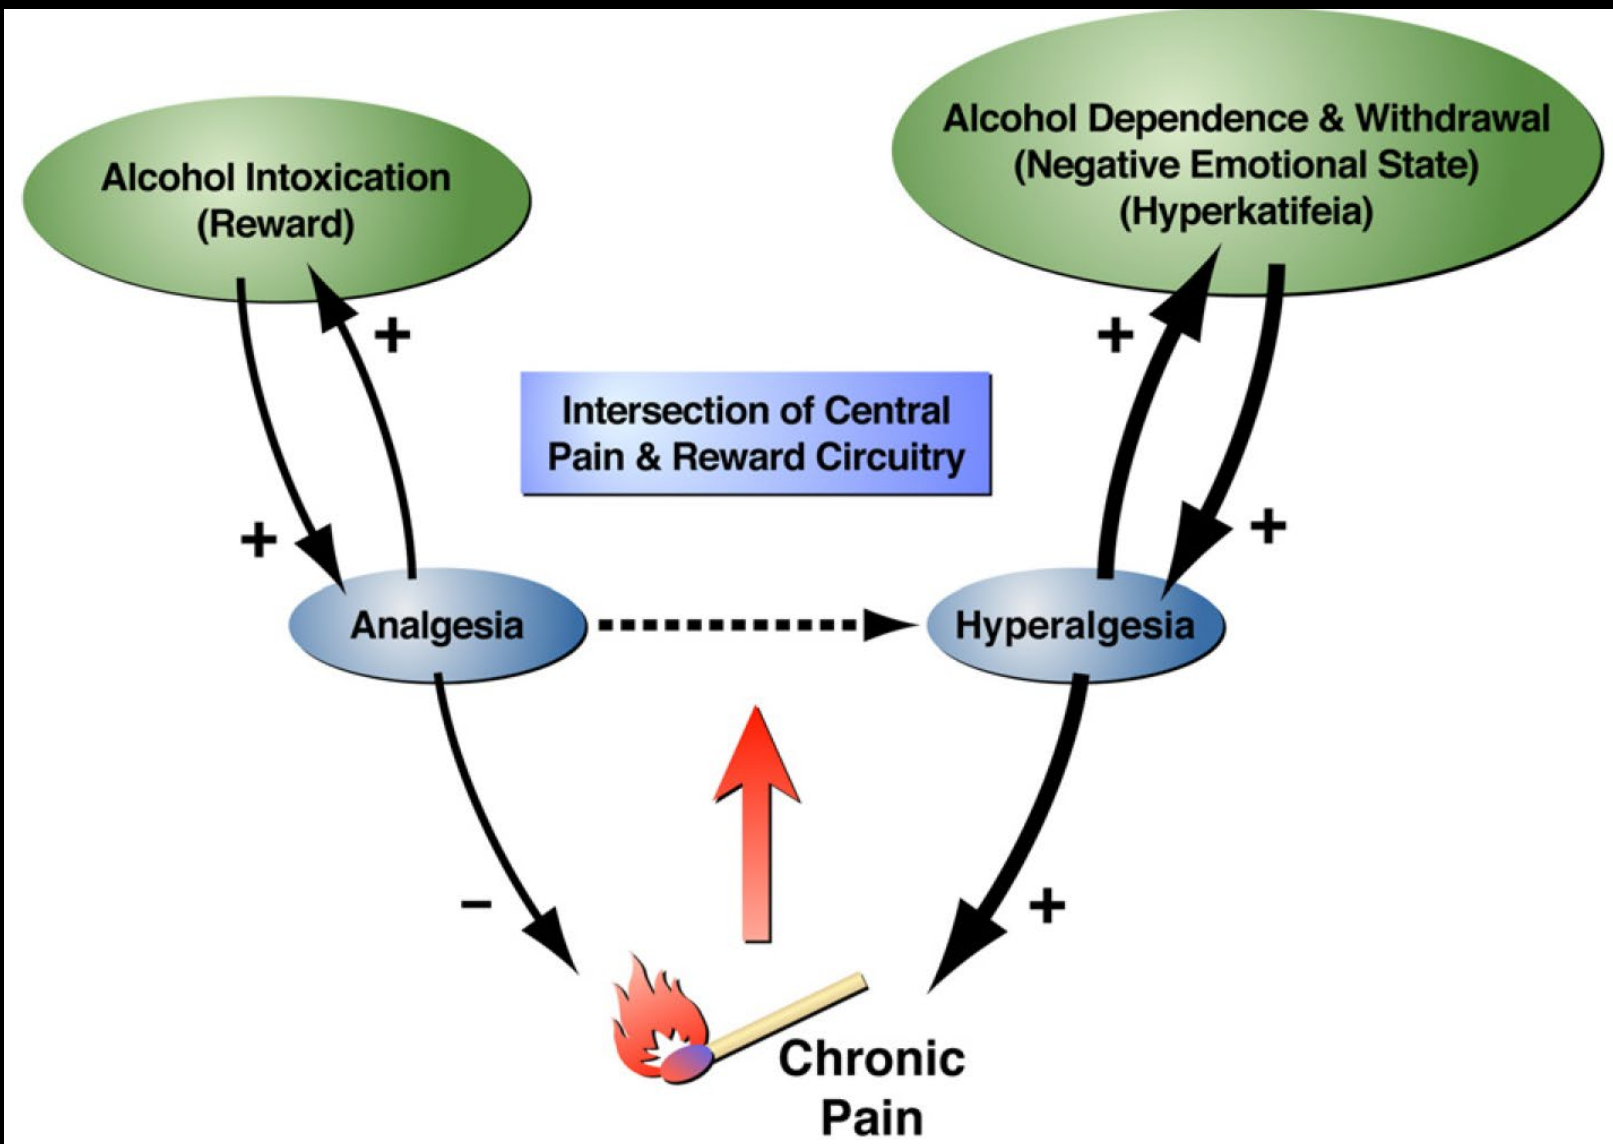 Alcohol Intoxication
(Reward)
Alcohol Dependence & Withdrawal
(Negative Emotional State)
(Hyperkatifeia)
+
+
Intersection of Central
Pain & Reward Circuitry
+
+
Analgesia
Hyperalgesia
–
+
Chronic
Pain